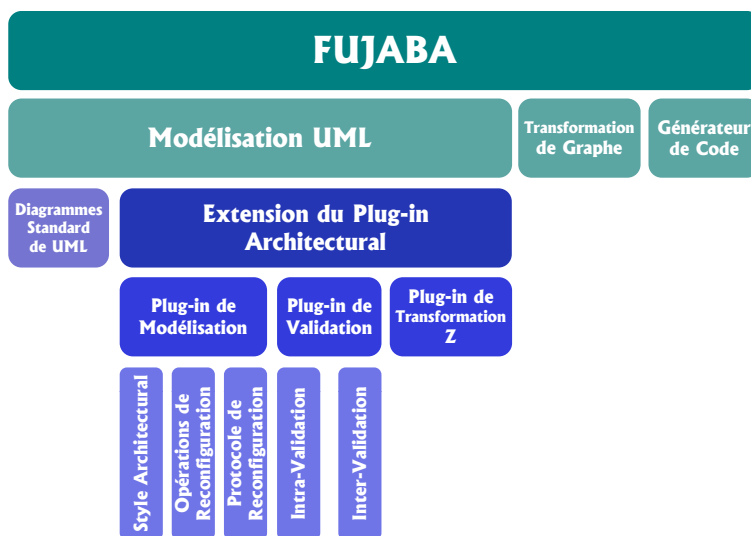 FUJABA
Modélisation UML
Transformation
de Graphe
Générateur
de Code
Diagrammes
Standard
de UML
Extension du Plug-in
Architectural
Plug-in de
Modélisation
Plug-in de
Validation
Plug-in de
Transformation
Z
Style Architectural
Opérations de
Reconfiguration
Protocole de
Reconfiguration
Intra-Validation
Inter-Validation